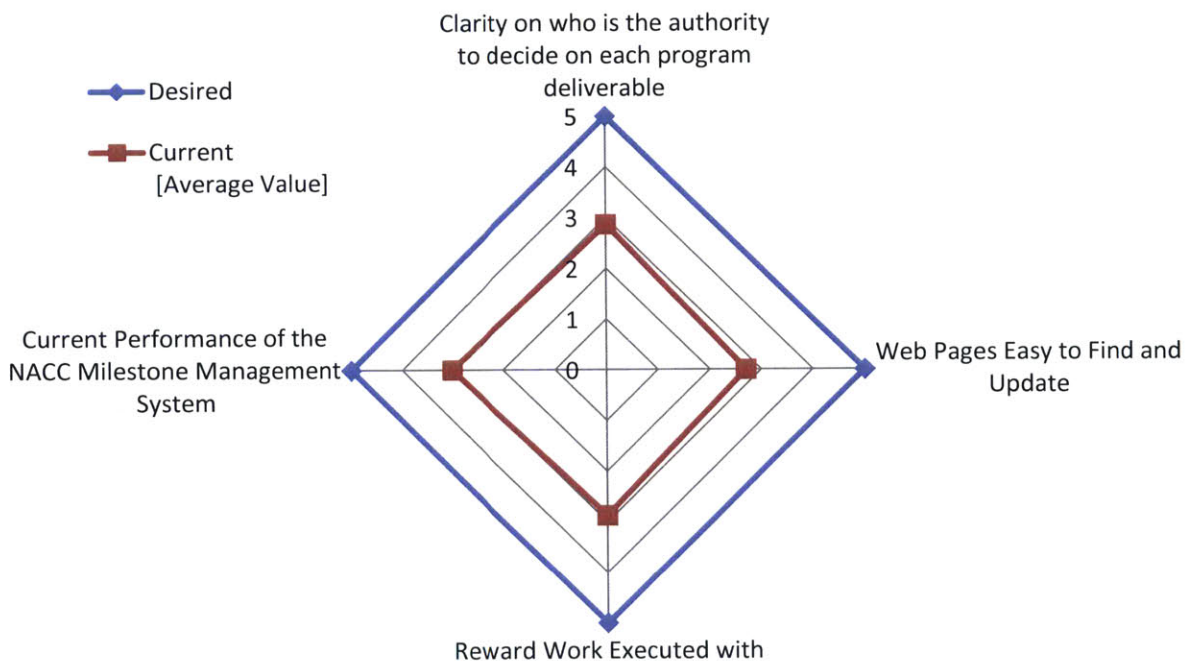 Clarity on who is the authority
to decide on each program
deliverable
Desired
Current
[Average Value]
5
4
3
2
1
0
Current Performance of the
NACC Milestone Management
System
Web Pages Easy to Find and
Update
Reward Work Executed with